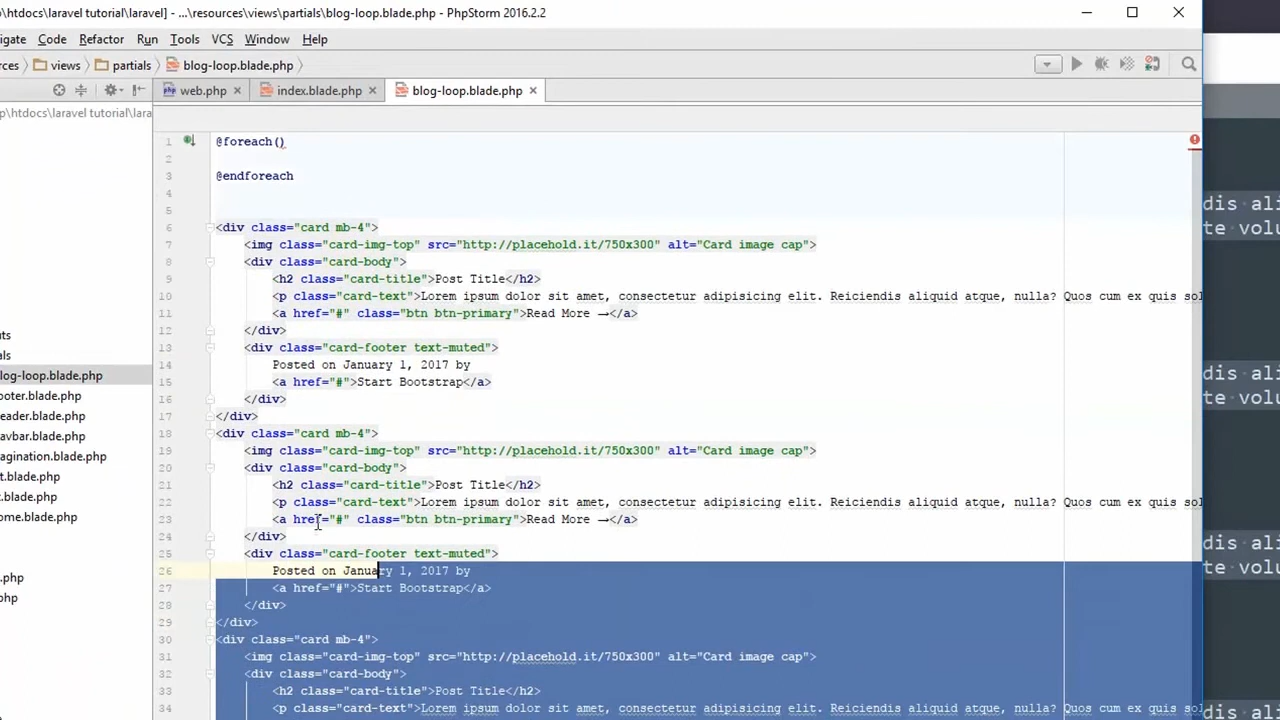 p\htdocs\laravel tutorial\laravel] - ...\resources\views\partials\blog-loop.blade.php - PhpStorm 2016.2.2
igate Code Refactor Run Tools VCS Window Help
rces views partials blog-loop.blade.php
web.php index.blade.php blog-loop.blade.php
p\htdocs\laravel tutorial\lara
1 @foreach()
2
3 @endforeach
4
5
6 <div class="card mb-4">
7 <img class="card-img-top" src="http://placehold.it/750x300" alt="Card image cap">
8 <div class="card-body">
9 <h2 class="card-title">Post Title</h2>
10 <p class="card-text">Lorem ipsum dolor sit amet, consectetur adipisicing elit. Reiciendis aliquid atque, nulla? Quos cum ex quis sol
11 <a href="#" class="btn btn-primary">Read More →</a>
12 </div>
13 <div class="card-footer text-muted">
14 Posted on January 1, 2017 by
15 <a href="#">Start Bootstrap</a>
16 </div>
17 </div>
18 <div class="card mb-4">
19 <img class="card-img-top" src="http://placehold.it/750x300" alt="Card image cap">
20 <div class="card-body">
21 <h2 class="card-title">Post Title</h2>
22 <p class="card-text">Lorem ipsum dolor sit amet, consectetur adipisicing elit. Reiciendis aliquid atque, nulla? Quos cum ex quis sol
23 <a href="#" class="btn btn-primary">Read More →</a>
24 </div>
25 <div class="card-footer text-muted">
26 Posted on January 1, 2017 by
27 <a href="#">Start Bootstrap</a>
28 </div>
29 </div>
30 <div class="card mb-4">
31 <img class="card-img-top" src="http://placehold.it/750x300" alt="Card image cap">
32 <div class="card-body">
33 <h2 class="card-title">Post Title</h2>
34 <p class="card-text">Lorem ipsum dolor sit amet, consectetur adipisicing elit. Reiciendis aliquid atque, nulla? Quos cum ex quis sol
uts
als
log-loop.blade.php
ooter.blade.php
eader.blade.php
avbar.blade.php
agination.blade.php
t.blade.php
t.blade.php
ome.blade.php
.php
php
dis ali
te volu
dis ali
te volu
dis ali
te volu
dis ali